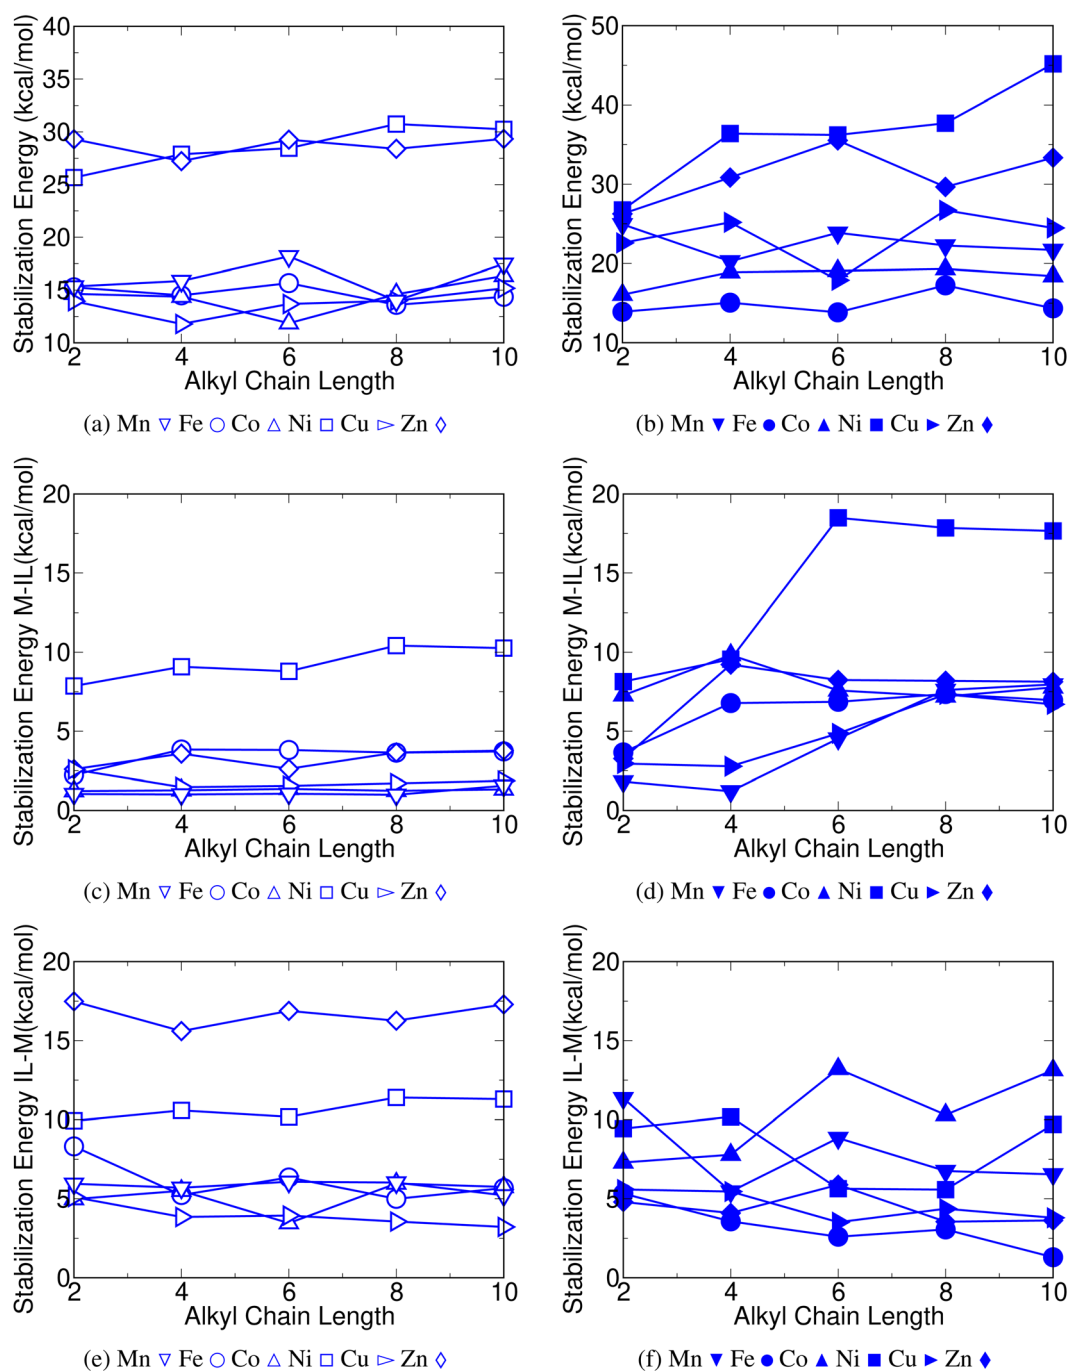 Stabilization Energy (kcal/mol)
40
35
30
25
20
15
10
2 4 6 8 10
Alkyl Chain Length
(a) Mn ▽ Fe ○ Co △ Ni □ Cu ▷ Zn ◇
Stabilization Energy (kcal/mol)
50
40
30
20
10
2 4 6 8 10
Alkyl Chain Length
(b) Mn ▼ Fe ● Co ▲ Ni ■ Cu ► Zn ◆
Stabilization Energy M-IL(kcal/mol)
20
15
10
5
0
2 4 6 8 10
Alkyl Chain Length
(c) Mn ▽ Fe ○ Co △ Ni □ Cu ▷ Zn ◇
Stabilization Energy M-IL(kcal/mol)
20
15
10
5
0
2 4 6 8 10
Alkyl Chain Length
(d) Mn ▼ Fe ● Co ▲ Ni ■ Cu ► Zn ◆
Stabilization Energy IL-M(kcal/mol)
20
15
10
5
0
2 4 6 8 10
Alkyl Chain Length
(e) Mn ▽ Fe ○ Co △ Ni □ Cu ▷ Zn ◇
Stabilization Energy IL-M(kcal/mol)
20
15
10
5
0
2 4 6 8 10
Alkyl Chain Length
(f) Mn ▼ Fe ● Co ▲ Ni ■ Cu ► Zn ◆